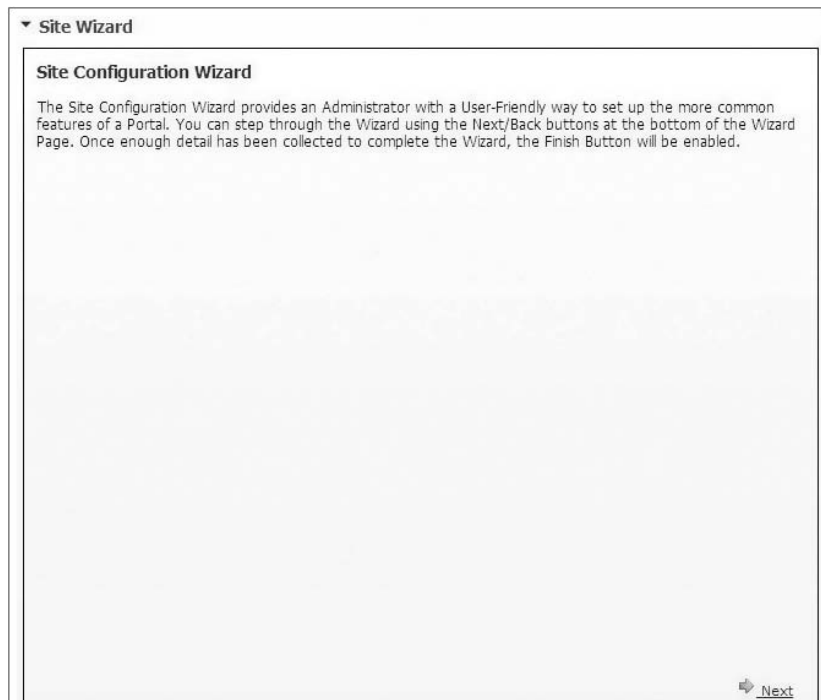 Site Wizard
Site Configuration Wizard
The Site Configuration Wizard provides an Administrator with a User-Friendly way to set up the more common
features of a Portal. You can step through the Wizard using the Next/Back buttons at the bottom of the Wizard
Page. Once enough detail has been collected to complete the Wizard, the Finish Button will be enabled.
Next